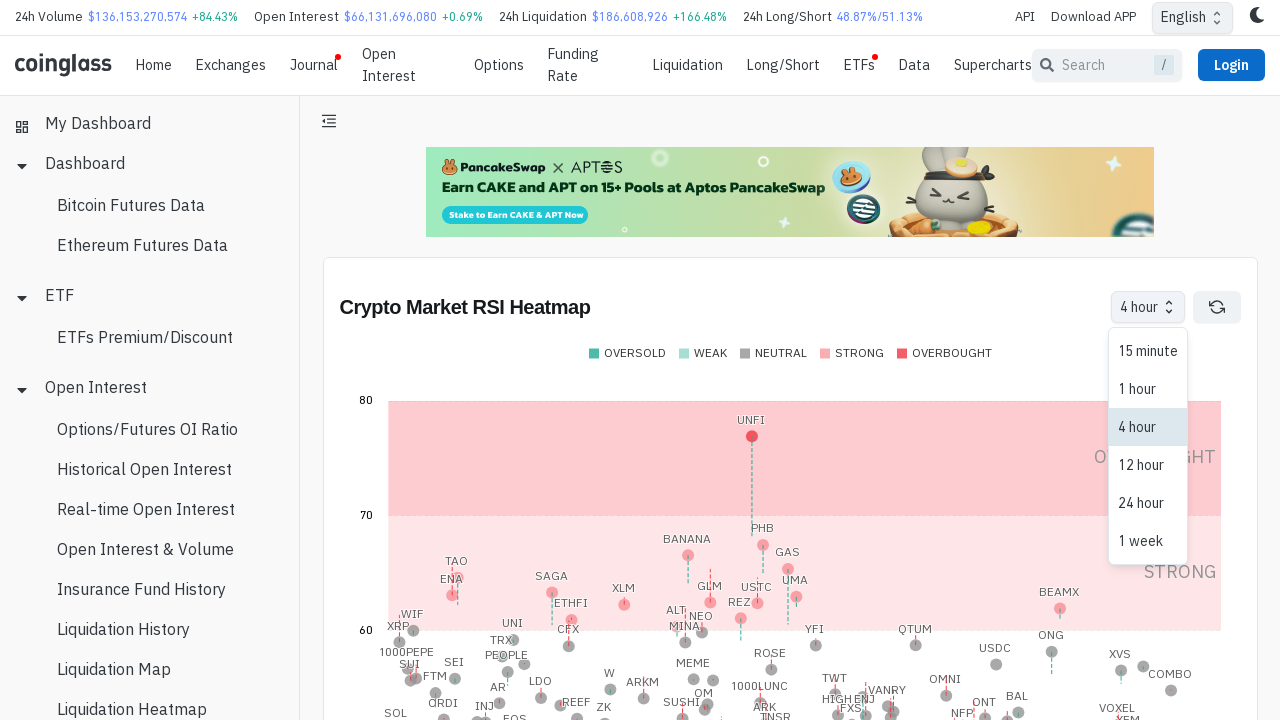 24h Volume $136,153,270,574 +84.43% Open Interest $66,131,696,080 +0.69% 24h Liquidation $186,608,926 +166.48% 24h Long/Short 48.87%/51.13% API Download APP English
coinglass Home Exchanges Journal Open Interest Options Funding Rate Liquidation Long/Short ETFs Data Supercharts Search / Login
My Dashboard
Dashboard
Bitcoin Futures Data
Ethereum Futures Data
ETF
ETFs Premium/Discount
Open Interest
Options/Futures OI Ratio
Historical Open Interest
Real-time Open Interest
Open Interest & Volume
Insurance Fund History
Liquidation History
Liquidation Map
Liquidation Heatmap
PancakeSwap × APTOS
Earn CAKE and APT on 15+ Pools at Aptos PancakeSwap
Stake to Earn CAKE & APT Now
Crypto Market RSI Heatmap
4 hour
15 minute
1 hour
4 hour
12 hour
24 hour
1 week
OVERSOLD WEAK NEUTRAL STRONG OVERBOUGHT
80
UNFI
70
PHB
BANANA
GAS
TAO
ENA
SAGA
UMA
STRONG
XLM
GLM
USTC
BEAMX
ETHFI
REZ
ALT
WIF
NEO
60
XRP
UNI
CFX
MINA
YFI
QTUM
ONG
TRX
1000PEPE
PEOPLE
ROSE
USDC
XVS
SUI
SEI
MEME
FTM
W
TWT
OMNI
COMBO
LDO
ARKM
1000LUNC
AR
VANRY
OM
BAL
ORDI
INJ
REEF
SUSHI
HIGH
ENJ
ONT
SOL
ZK
ARK
FXS
NFP
VOXEL